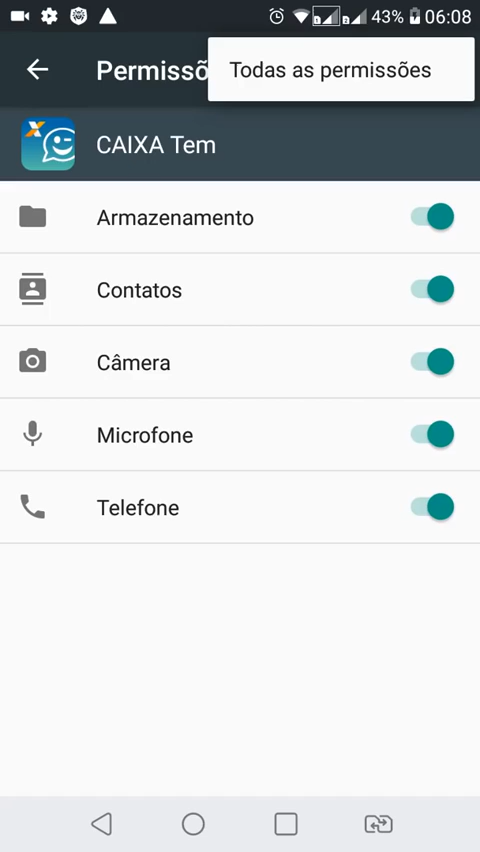 43% 06:08
Permissõ
Todas as permissões
CAIXA Tem
Armazenamento
Contatos
Câmera
Microfone
Telefone